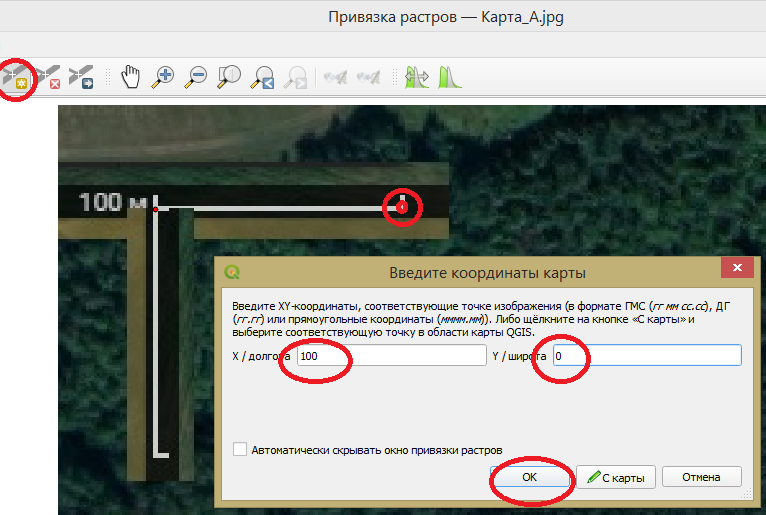 Привязка растров — Карта_A.jpg
100 м
Введите координаты карты
Введите XY-координаты, соответствующие точке изображения (в формате ГМС (гг мм сс.сс), ДГ
(гг.гг) или прямоугольные координаты (мммм.мм)). Либо щёлкните на кнопке «С карты» и
выберите соответствующую точку в области карты QGIS.
X / долгота 100 Y / широта 0
Автоматически скрывать окно привязки растров
OK С карты Отмена